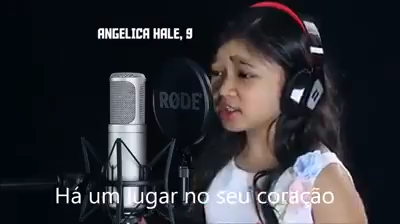 ANGELICA HALE, 9
RØDE
Há um lugar no seu coração